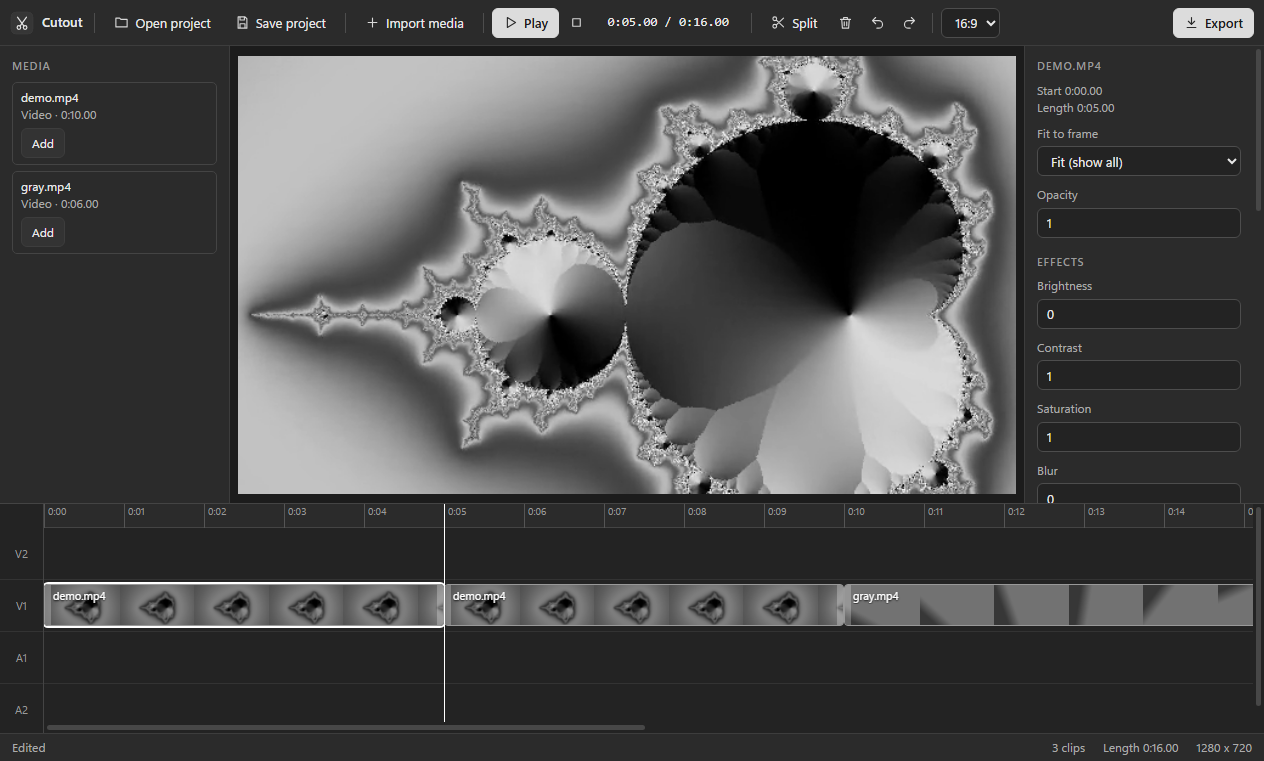 Cutout
Open project
Save project
Import media
Play
0:05.00 / 0:16.00
Split
16:9
Export
MEDIA
demo.mp4
Video · 0:10.00
Add
gray.mp4
Video · 0:06.00
Add
DEMO.MP4
Start 0:00.00
Length 0:05.00
Fit to frame
Fit (show all)
Opacity
1
EFFECTS
Brightness
0
Contrast
1
Saturation
1
Blur
0
0:00 0:01 0:02 0:03 0:04 0:05 0:06 0:07 0:08 0:09 0:10 0:11 0:12 0:13 0:14
V2
V1 demo.mp4 demo.mp4 gray.mp4
A1
A2
Edited
3 clips Length 0:16.00 1280 x 720